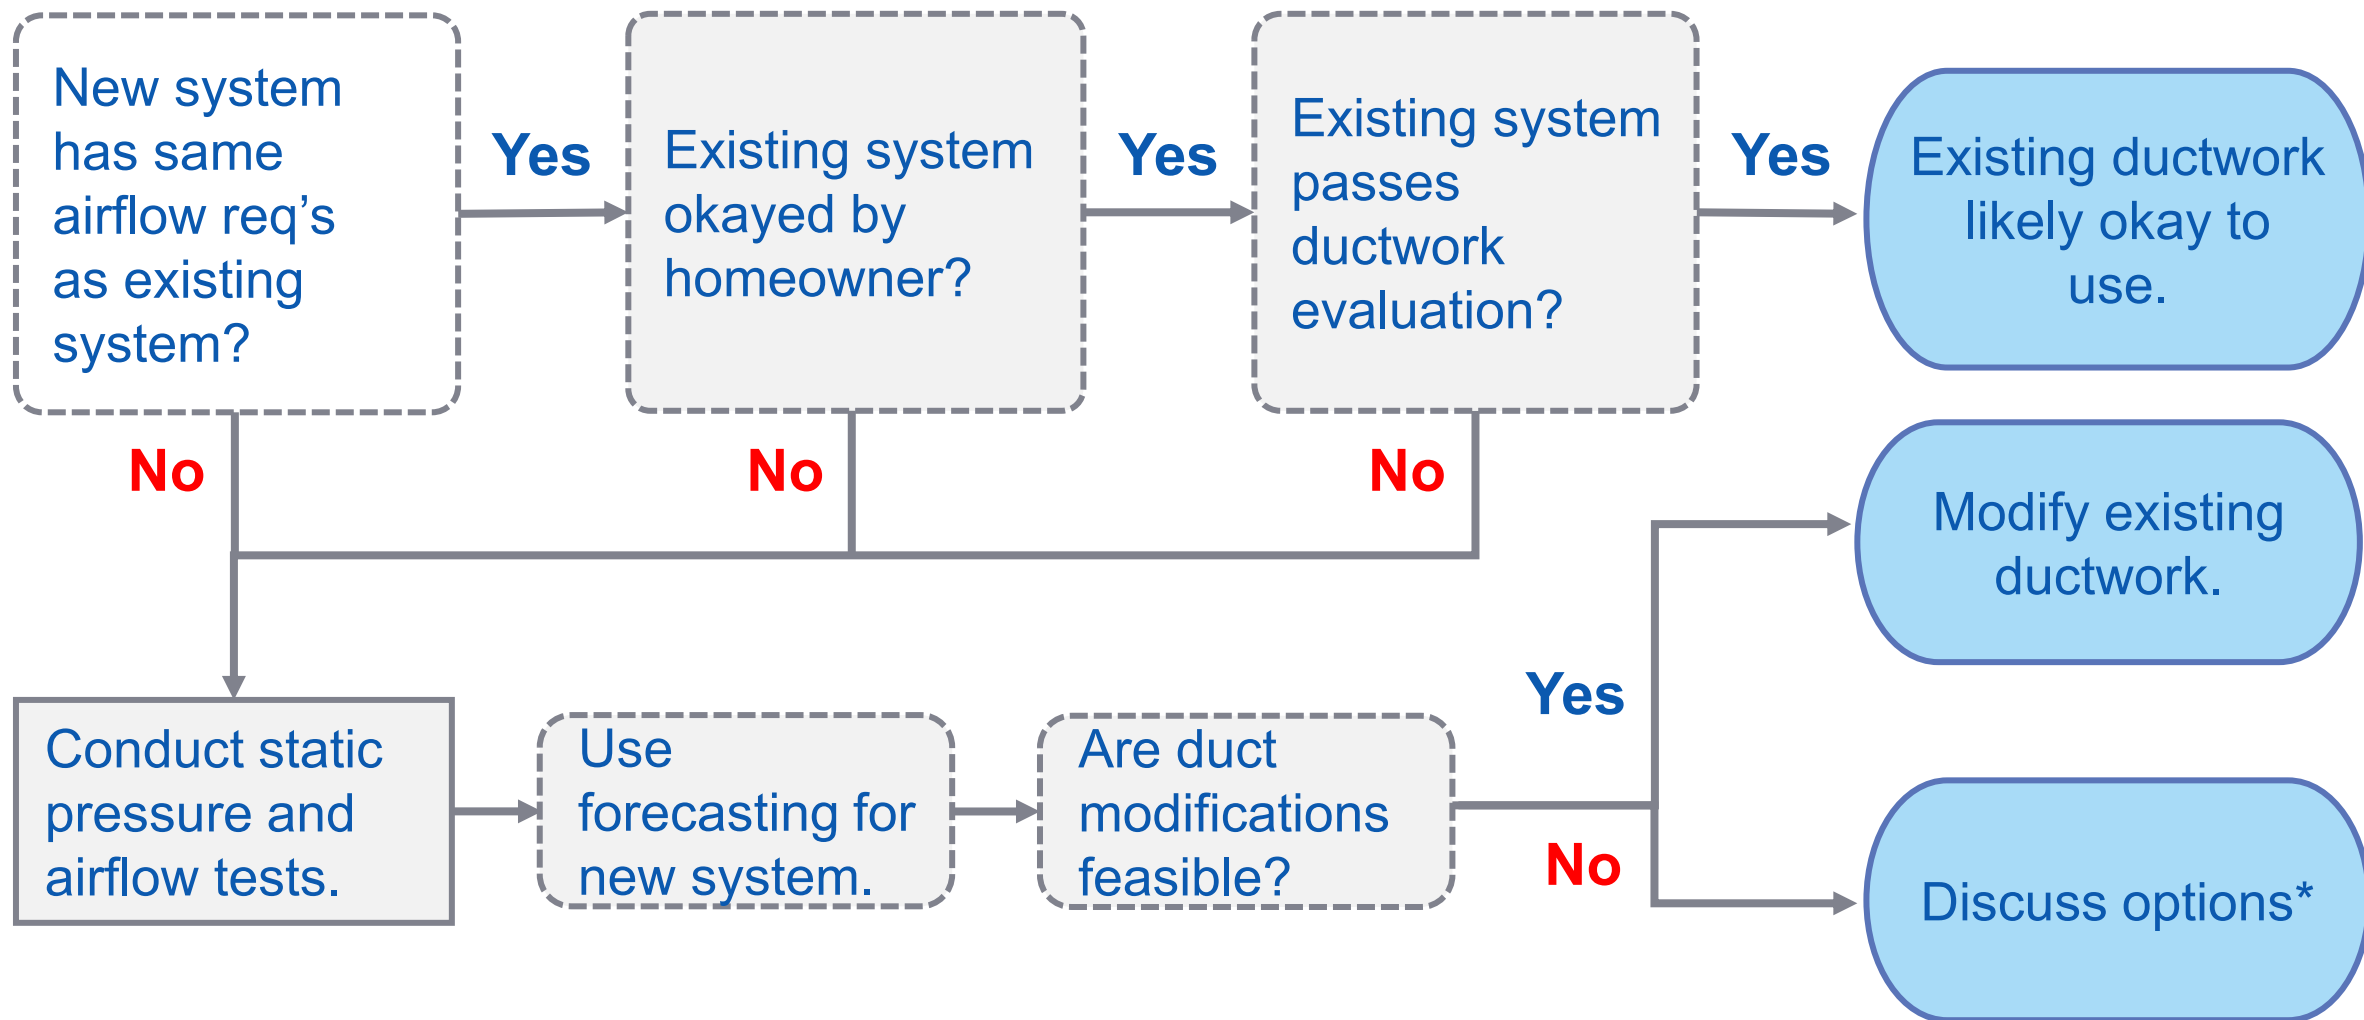 New system
has same
airflow req’s
as existing
system?
Yes
Existing system
okayed by
homeowner?
Yes
Existing system
passes
ductwork
evaluation?
Yes
Existing ductwork
likely okay to
use.
No
No
No
Modify existing
ductwork.
Conduct static
pressure and
airflow tests.
Use
forecasting for
new system.
Are duct
modifications
feasible?
Yes
No
Discuss options*